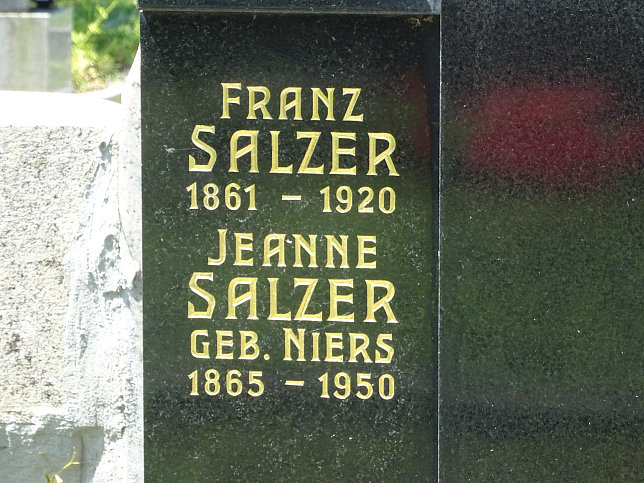 FRANZ
SALZER
1861 – 1920
JEANNE
SALZER
GEB. NIERS
1865 – 1950